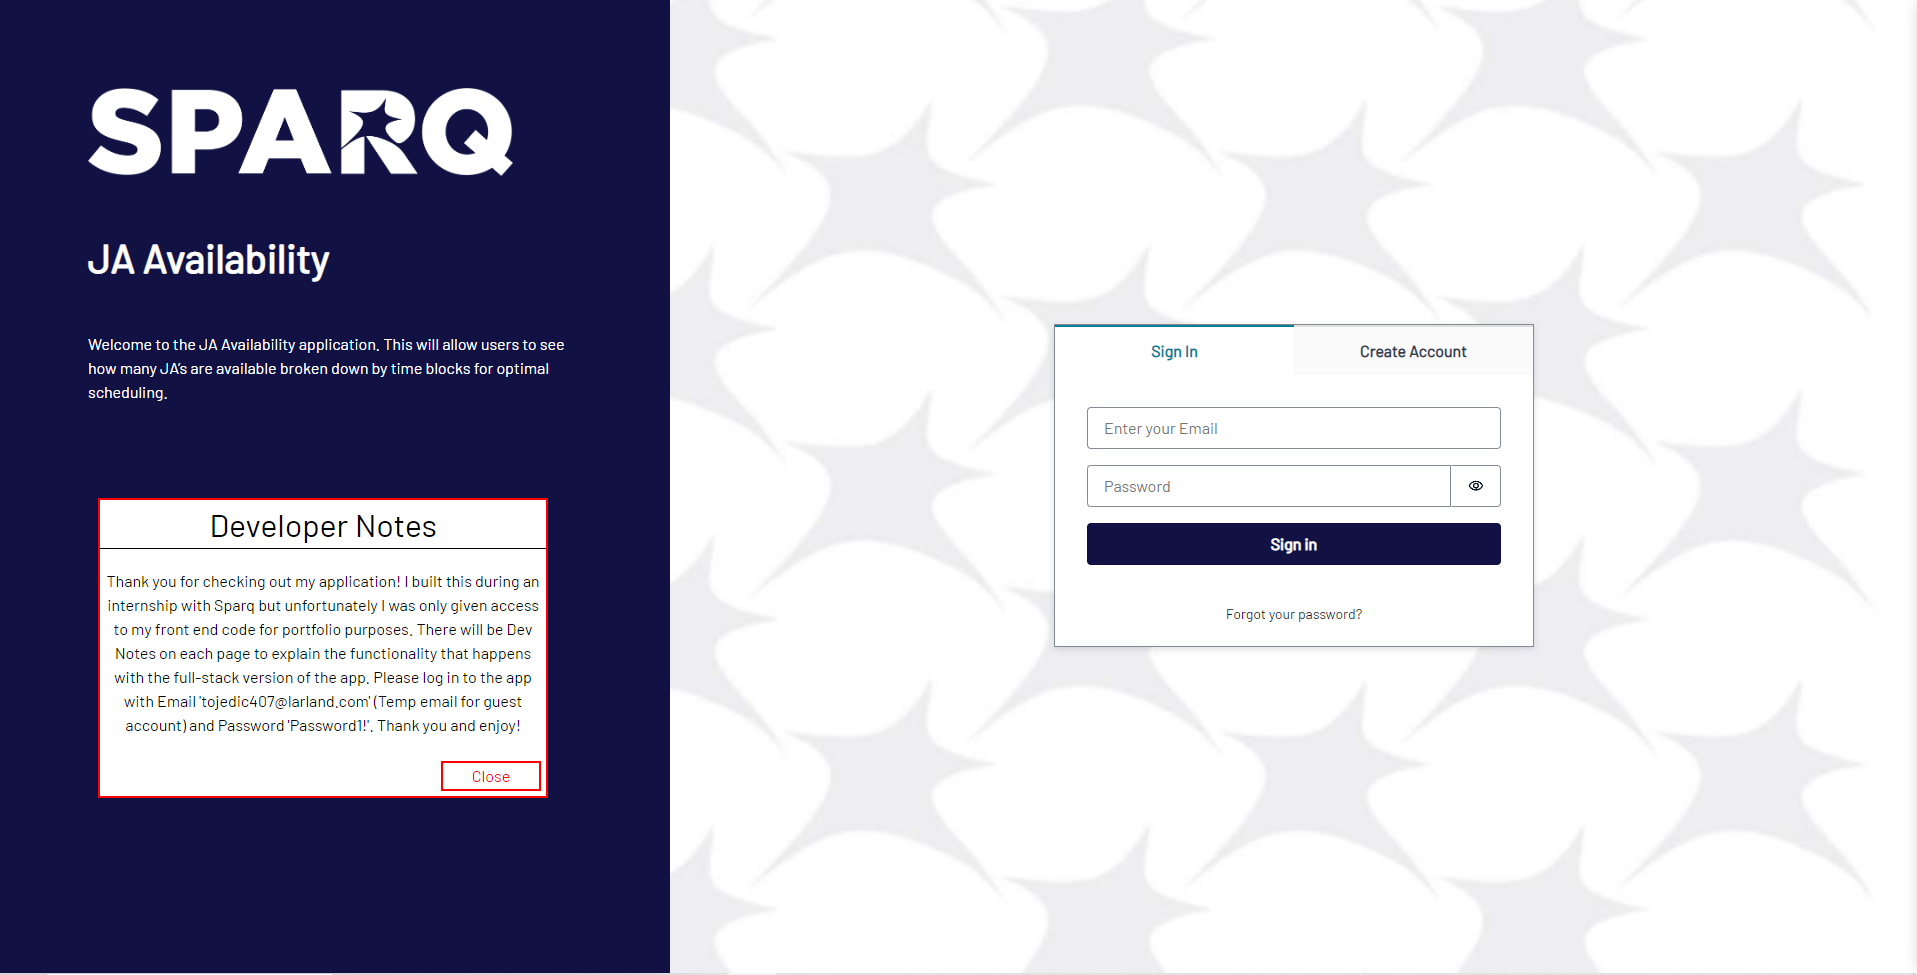 SPARQ
JA Availability
Welcome to the JA Availability application. This will allow users to see
how many JA's are available broken down by time blocks for optimal
scheduling.
Developer Notes
Thank you for checking out my application! I built this during an
internship with Sparq but unfortunately I was only given access
to my front end code for portfolio purposes. There will be Dev
Notes on each page to explain the functionality that happens
with the full-stack version of the app. Please log in to the app
with Email 'tojedic407@larland.com' (Temp email for guest
account) and Password 'Password1!'. Thank you and enjoy!
Close
Sign In
Create Account
Enter your Email
Password
Sign in
Forgot your password?